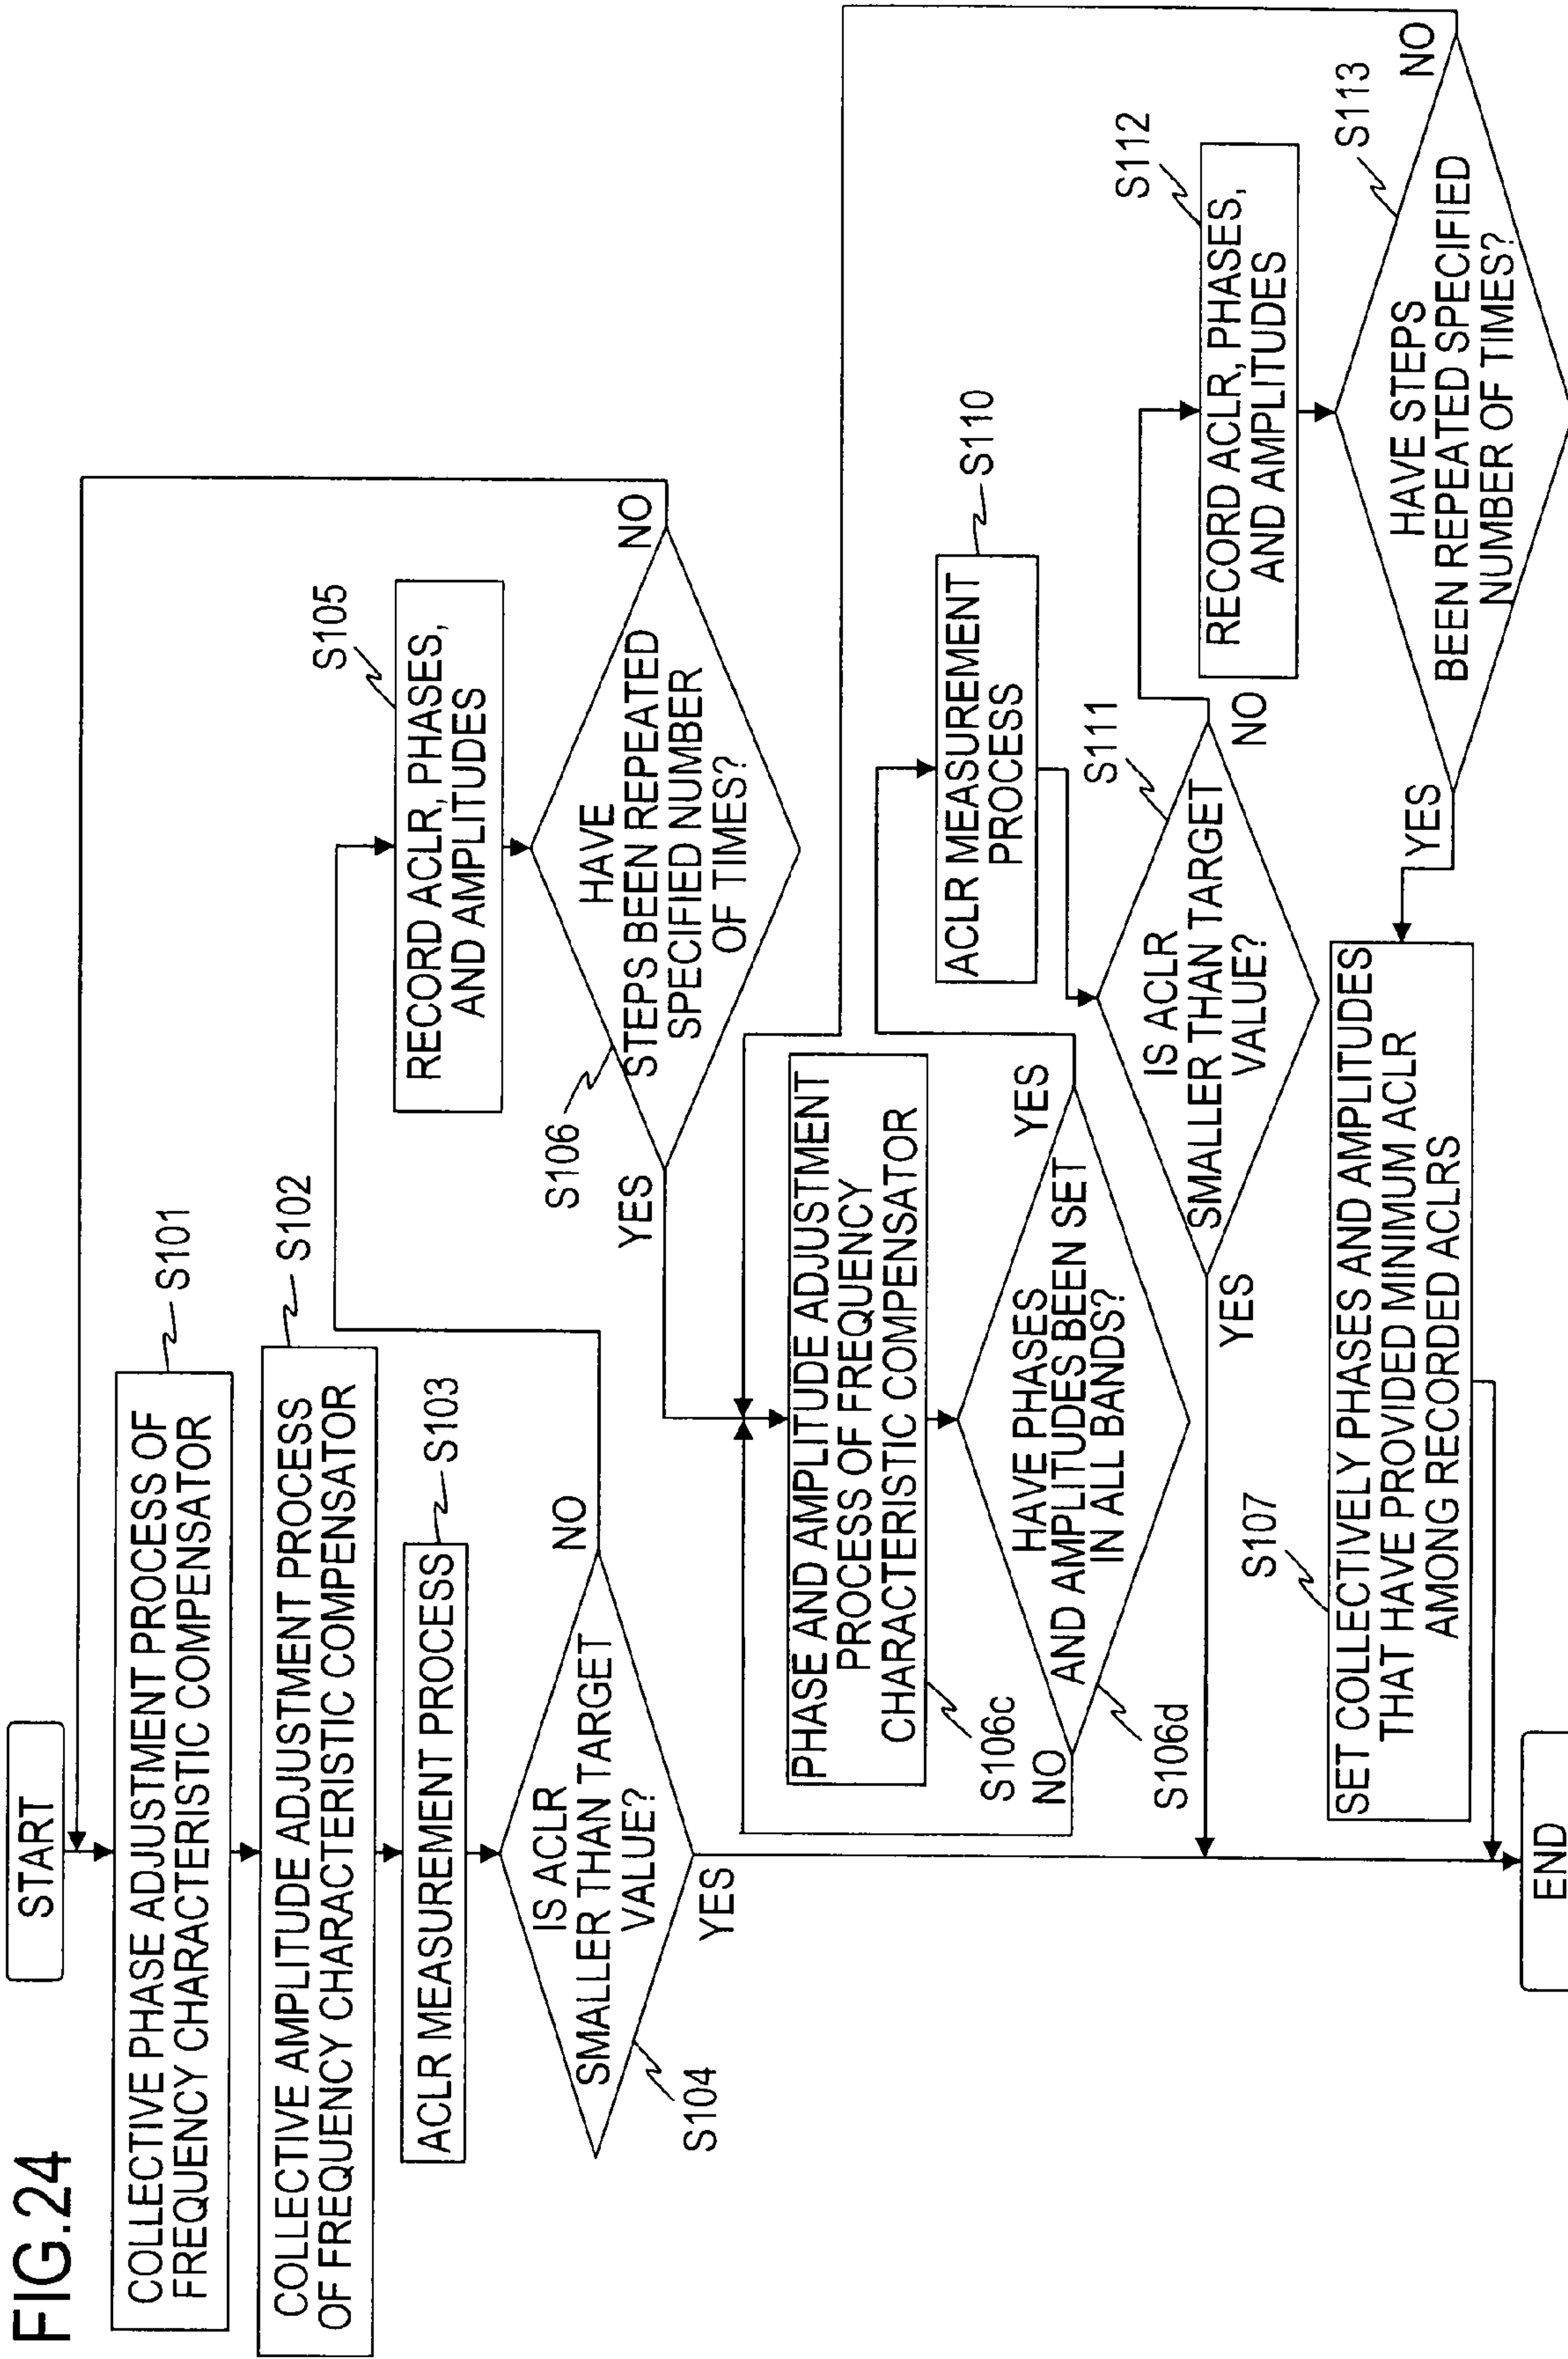 FIG.24
START
COLLECTIVE PHASE ADJUSTMENT PROCESS OF
FREQUENCY CHARACTERISTIC COMPENSATOR
S101
COLLECTIVE AMPLITUDE ADJUSTMENT PROCESS
OF FREQUENCY CHARACTERISTIC COMPENSATOR
S102
ACLR MEASUREMENT PROCESS
S103
IS ACLR
SMALLER THAN TARGET
VALUE?
S104
NO
YES
S105
RECORD ACLR, PHASES,
AND AMPLITUDES
HAVE
STEPS BEEN REPEATED
SPECIFIED NUMBER
OF TIMES?
S106
NO
YES
PHASE AND AMPLITUDE ADJUSTMENT
PROCESS OF FREQUENCY
CHARACTERISTIC COMPENSATOR
S106c
HAVE PHASES
AND AMPLITUDES BEEN SET
IN ALL BANDS?
S106d
NO
YES
ACLR MEASUREMENT
PROCESS
S110
IS ACLR
SMALLER THAN TARGET
VALUE?
S111
NO
YES
S112
RECORD ACLR, PHASES,
AND AMPLITUDES
HAVE STEPS
BEEN REPEATED SPECIFIED
NUMBER OF TIMES?
S113
NO
YES
S107
SET COLLECTIVELY PHASES AND AMPLITUDES
THAT HAVE PROVIDED MINIMUM ACLR
AMONG RECORDED ACLRS
END